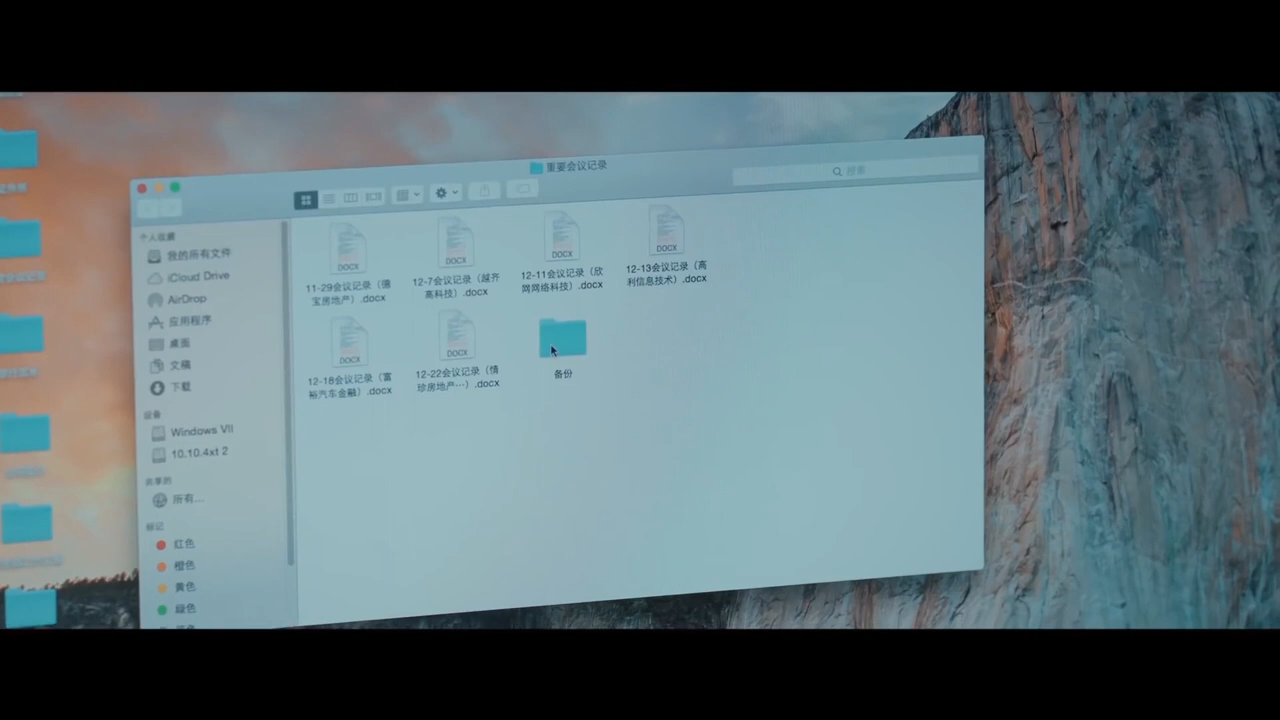 重要会议记录
搜索
个人收藏
我的所有文件
iCloud Drive
AirDrop
应用程序
桌面
文稿
下载
设备
Windows VII
10.10.4xt 2
共享的
所有...
标记
红色
橙色
黄色
绿色
DOCX
11-29会议记录（德
宝房地产）.docx
DOCX
12-7会议记录（越齐
高科技）.docx
DOCX
12-11会议记录（欣
网网络科技）.docx
DOCX
12-13会议记录（高
利信息技术）.docx
DOCX
12-18会议记录（富
裕汽车金融）.docx
DOCX
12-22会议记录（情
珍房地产…）.docx
备份